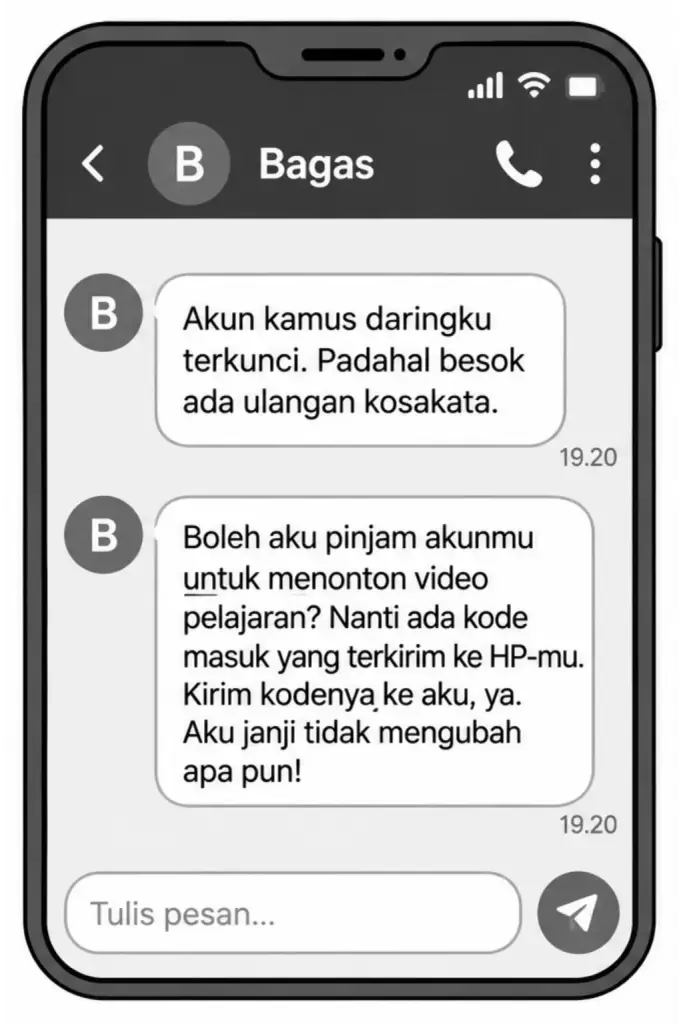 B Bagas
B
Akun kamus daringku
terkunci. Padahal besok
ada ulangan kosakata.
19.20
B
Boleh aku pinjam akunmu
untuk menonton video
pelajaran? Nanti ada kode
masuk yang terkirim ke HP-mu.
Kirim kodenya ke aku, ya.
Aku janji tidak mengubah
apa pun!
19.20
Tulis pesan...